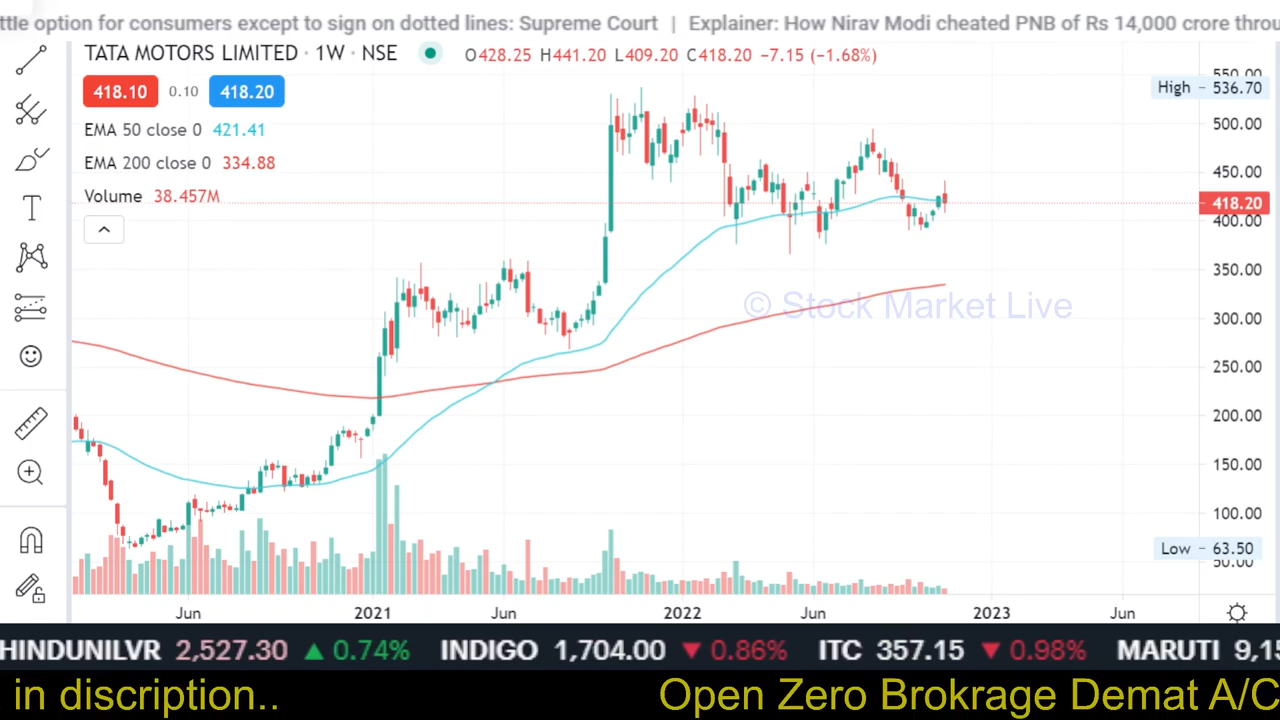 ttle option for consumers except to sign on dotted lines: Supreme Court | Explainer: How Nirav Modi cheated PNB of Rs 14,000 crore throu
TATA MOTORS LIMITED · 1W · NSE O428.25 H441.20 L409.20 C418.20 −7.15 (−1.68%)
418.10 0.10 418.20
EMA 50 close 0 421.41
EMA 200 close 0 334.88
Volume 38.457M
550.00
High 536.70
500.00
450.00
418.20
400.00
350.00
© Stock Market Live
300.00
250.00
200.00
150.00
100.00
Low 63.50
50.00
Jun 2021 Jun 2022 Jun 2023 Jun
HINDUNILVR 2,527.30 ▲ 0.74% INDIGO 1,704.00 ▼ 0.86% ITC 357.15 ▼ 0.98% MARUTI 9,15
in discription.. Open Zero Brokrage Demat A/C